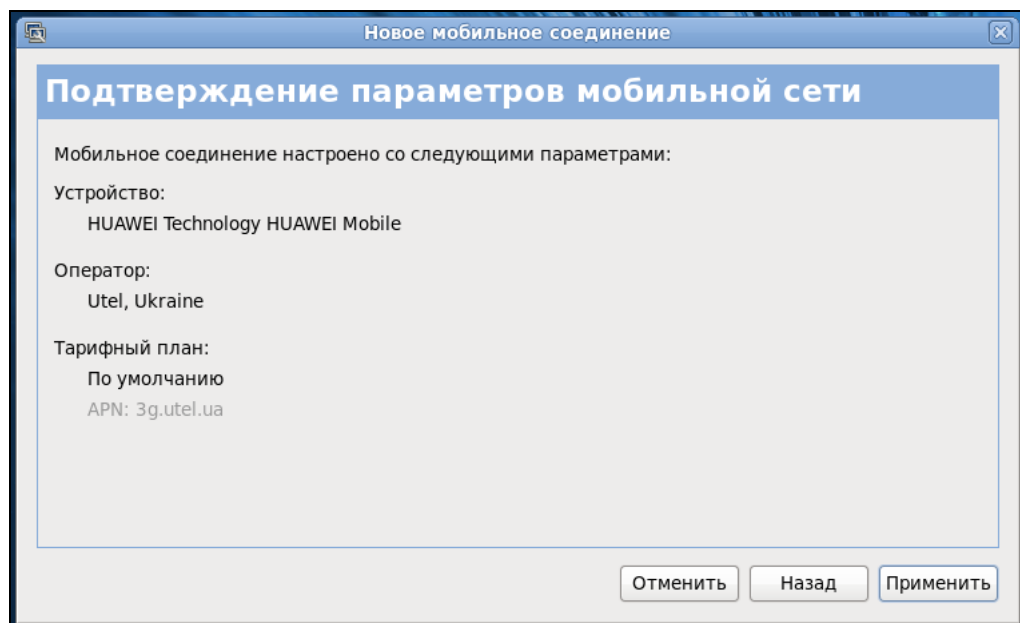 Новое мобильное соединение
Подтверждение параметров мобильной сети
Мобильное соединение настроено со следующими параметрами:
Устройство:
HUAWEI Technology HUAWEI Mobile
Оператор:
Utel, Ukraine
Тарифный план:
По умолчанию
APN: 3g.utel.ua
Отменить Назад Применить